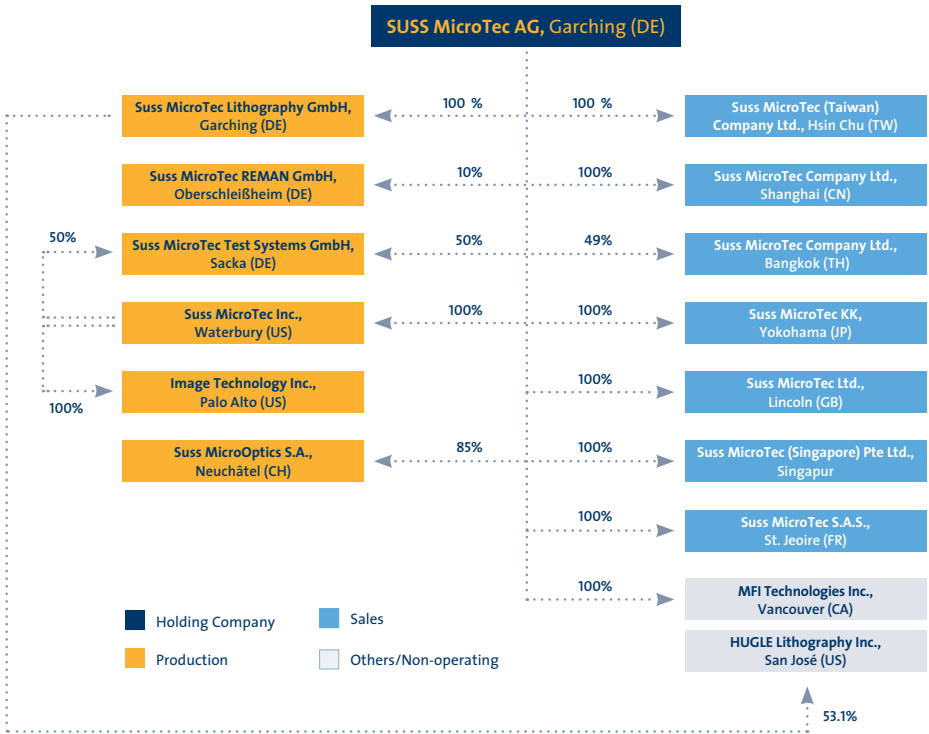 SUSS MicroTec AG, Garching (DE)
Suss MicroTec Lithography GmbH,
Garching (DE)
100 %
100 %
Suss MicroTec (Taiwan)
Company Ltd., Hsin Chu (TW)
Suss MicroTec REMAN GmbH,
Oberschleißheim (DE)
10%
100%
Suss MicroTec Company Ltd.,
Shanghai (CN)
50%
Suss MicroTec Test Systems GmbH,
Sacka (DE)
50%
49%
Suss MicroTec Company Ltd.,
Bangkok (TH)
Suss MicroTec Inc.,
Waterbury (US)
100%
100%
Suss MicroTec KK,
Yokohama (JP)
100%
Image Technology Inc.,
Palo Alto (US)
100%
Suss MicroTec Ltd.,
Lincoln (GB)
Suss MicroOptics S.A.,
Neuchâtel (CH)
85%
100%
Suss MicroTec (Singapore) Pte Ltd.,
Singapur
100%
Suss MicroTec S.A.S.,
St. Jeoire (FR)
100%
MFI Technologies Inc.,
Vancouver (CA)
HUGLE Lithography Inc.,
San José (US)
53.1%
Holding Company
Sales
Production
Others/Non-operating